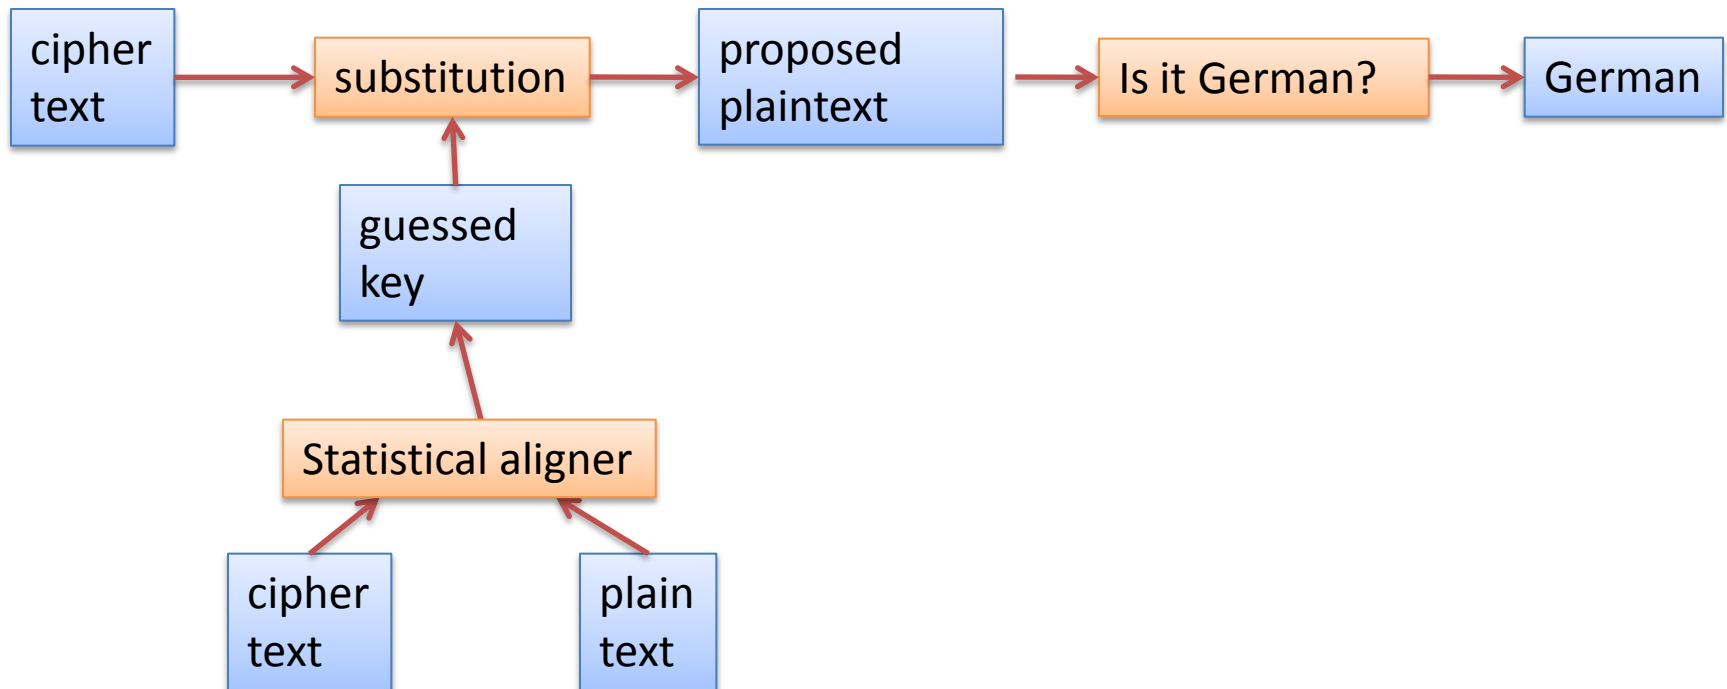 cipher
text
substitution
proposed
plaintext
Is it German?
German
guessed
key
Statistical aligner
cipher
text
plain
text